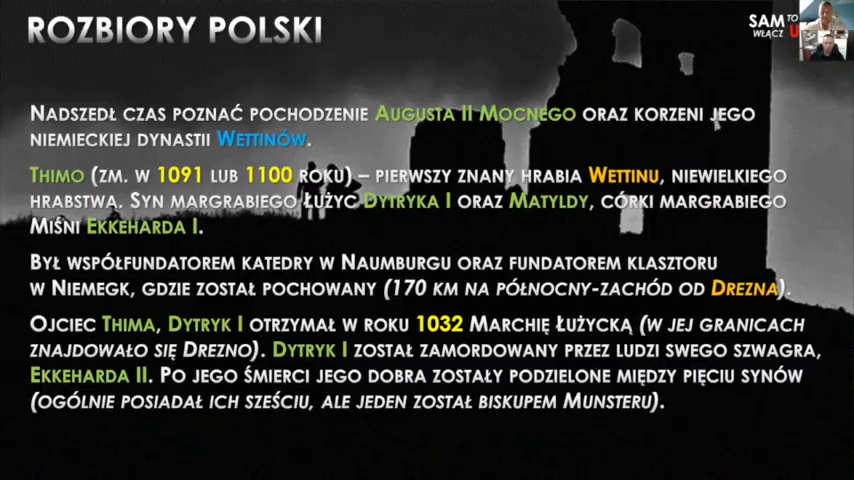 ROZBIORY POLSKI
SAM TO
WŁĄCZ U
NADSZEDŁ CZAS POZNAĆ POCHODZENIE AUGUSTA II MOCNEGO ORAZ KORZENI JEGO
NIEMIECKIEJ DYNASTII WETTINÓW.
THIMO (ZM. W 1091 LUB 1100 ROKU) – PIERWSZY ZNANY HRABIA WETTINU, NIEWIELKIEGO
HRABSTWA. SYN MARGRABIEGO ŁUŻYC DYTRYKA I ORAZ MATYLDY, CÓRKI MARGRABIEGO
MIŚNI EKKEHARDA I.
BYŁ WSPÓŁFUNDATOREM KATEDRY W NAUMBURGU ORAZ FUNDATOREM KLASZTORU
W NIEMEGK, GDZIE ZOSTAŁ POCHOWANY (170 KM NA PÓŁNOCNY-ZACHÓD OD DREZNA).
OJCIEC THIMA, DYTRYK I OTRZYMAŁ W ROKU 1032 MARCHIĘ ŁUŻYCKĄ (W JEJ GRANICACH
ZNAJDOWAŁO SIĘ DREZNO). DYTRYK I ZOSTAŁ ZAMORDOWANY PRZEZ LUDZI SWEGO SZWAGRA,
EKKEHARDA II. PO JEGO ŚMIERCI JEGO DOBRA ZOSTAŁY PODZIELONE MIĘDZY PIĘCIU SYNÓW
(OGÓLNIE POSIADAŁ ICH SZEŚCIU, ALE JEDEN ZOSTAŁ BISKUPEM MUNSTERU).